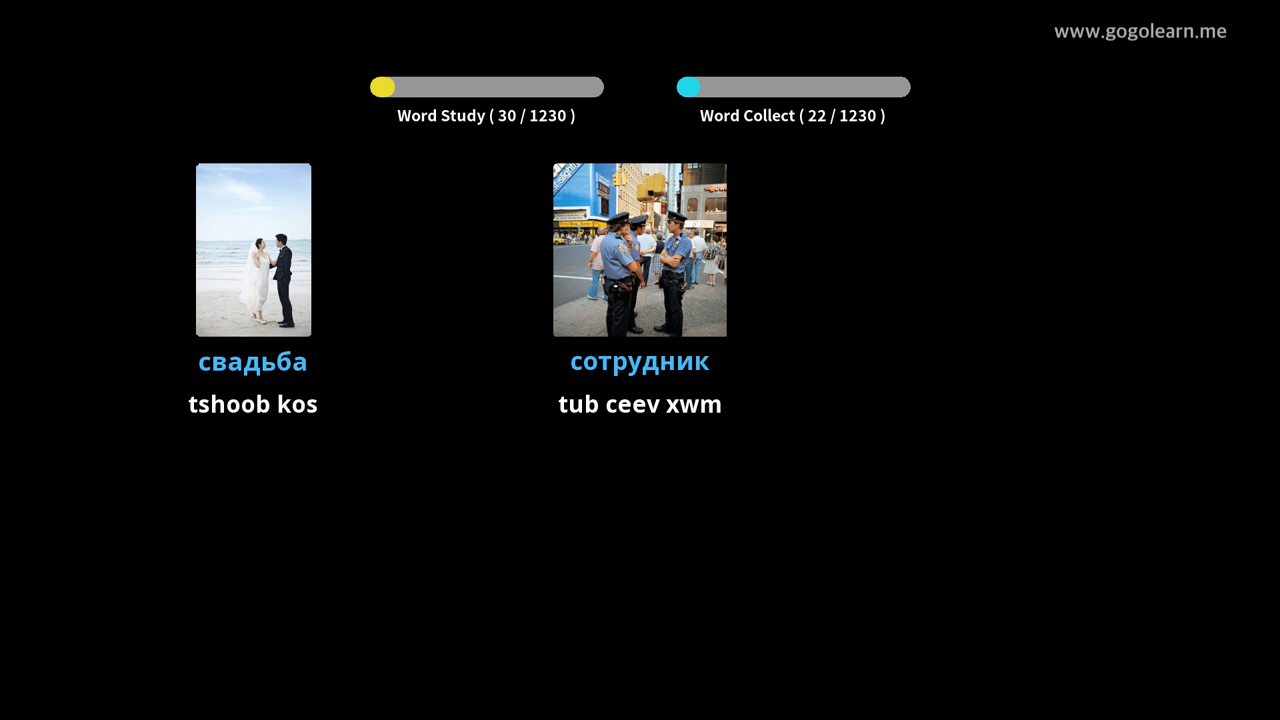 www.gogolearn.me
Word Study ( 30 / 1230 )
Word Collect ( 22 / 1230 )
свадьба
сотрудник
tshoob kos
tub ceev xwm